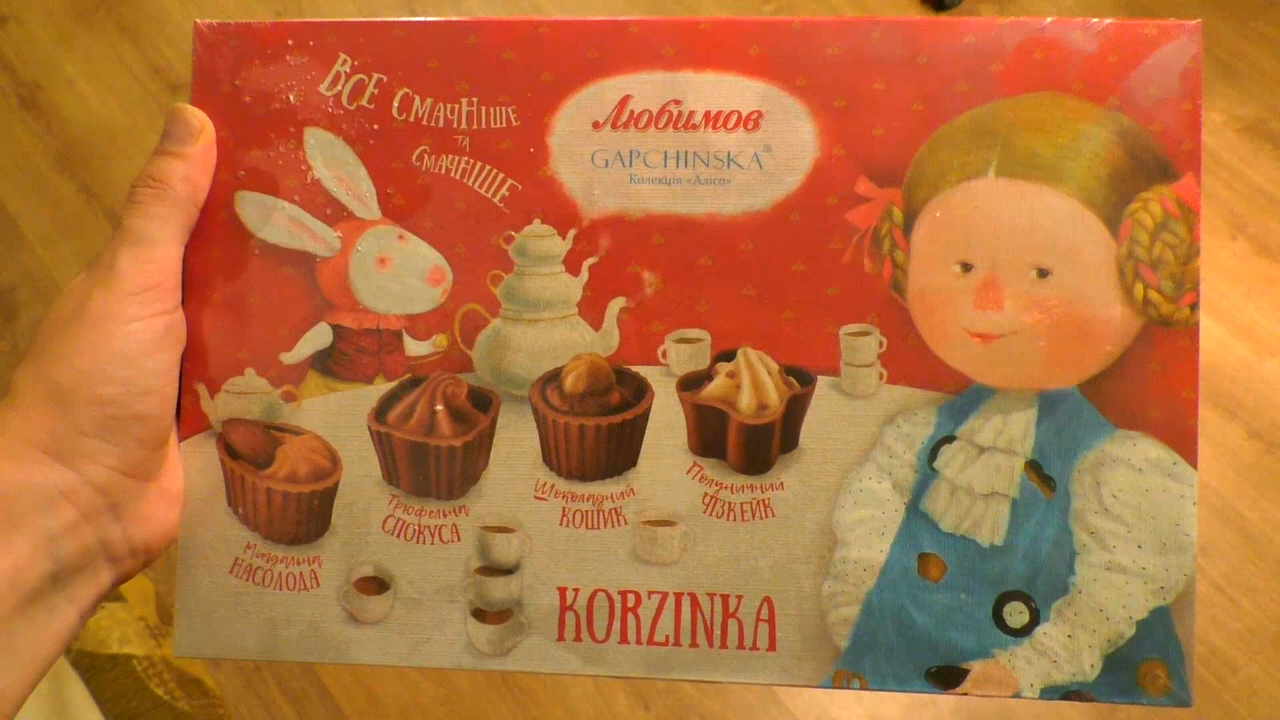 Все смачніше
та
смачніше
Любимов
GAPCHINSKA
Колекція «Аліса»
Мигдальна
НАСОЛОДА
Трюфельна
СПОКУСА
Шоколадний
КОШИК
Полуничний
ЧІЗКЕЙК
KORZINKA